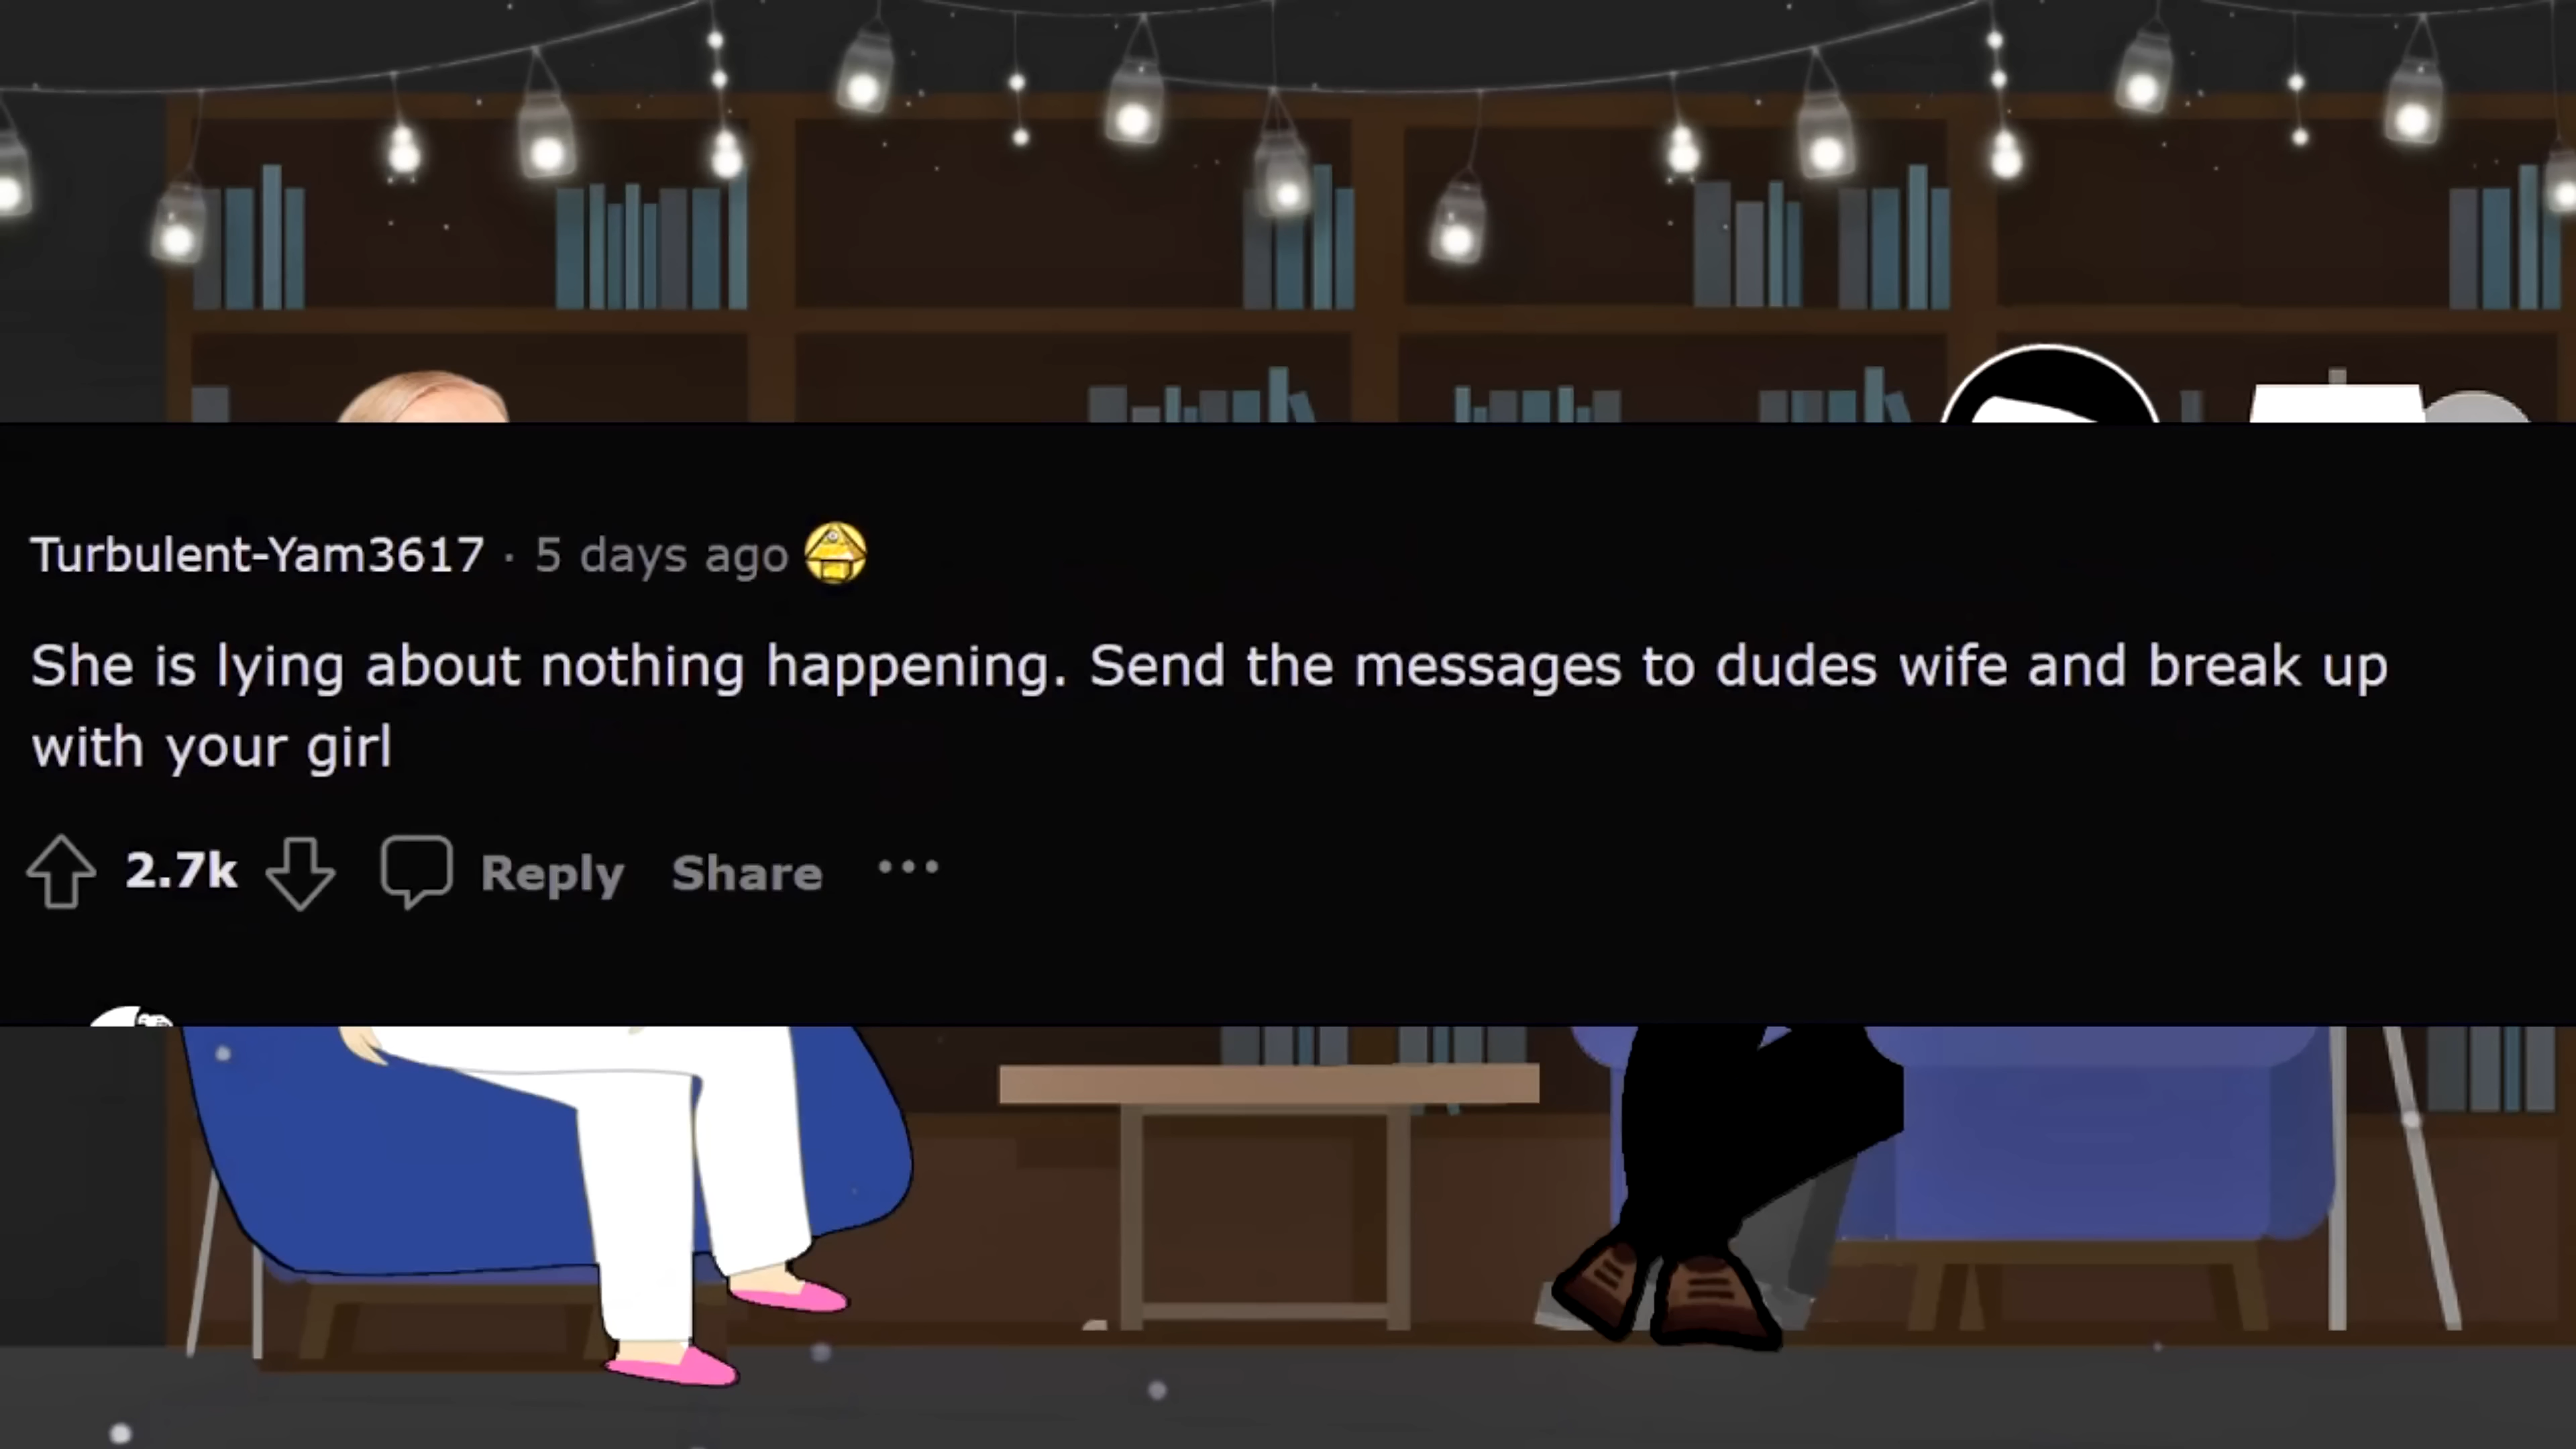 Turbulent-Yam3617 · 5 days ago
She is lying about nothing happening. Send the messages to dudes wife and break up
with your girl
2.7k Reply Share ···